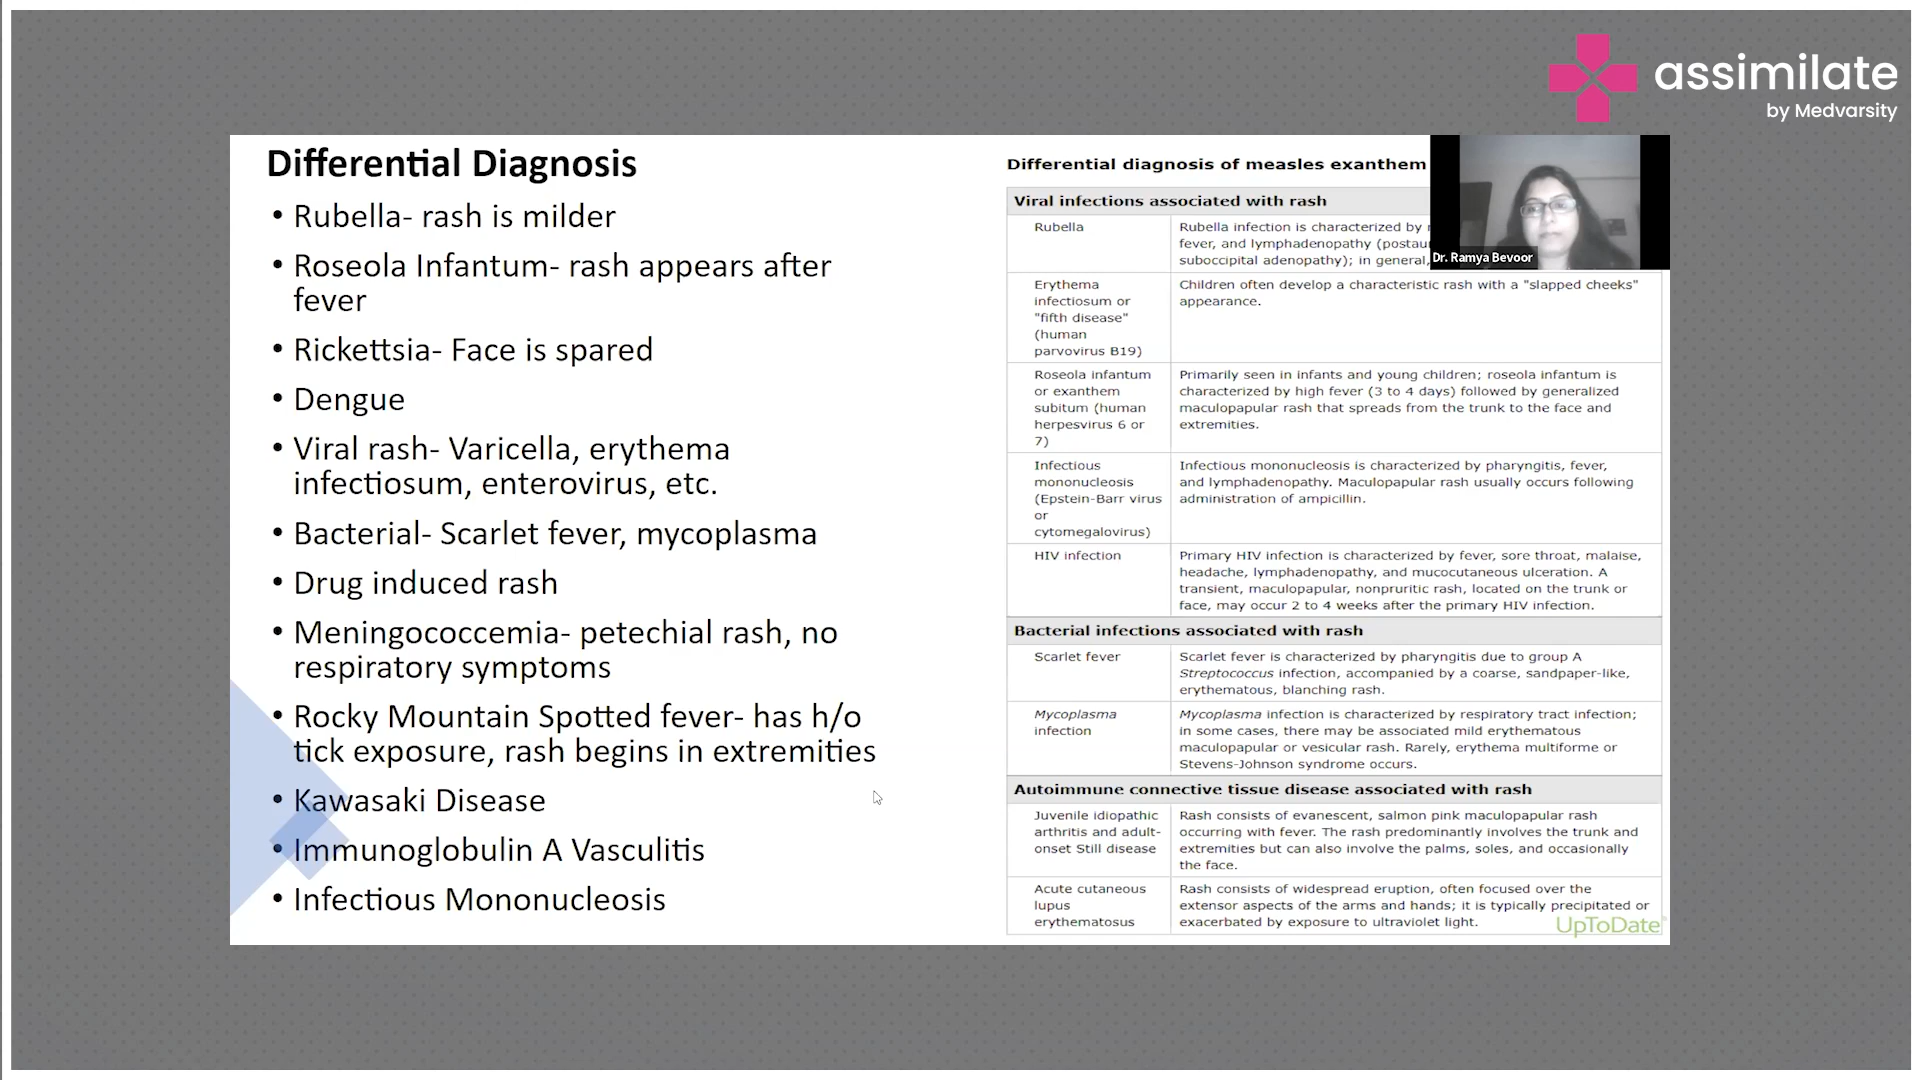 assimilate
by Medvarsity
Differential Diagnosis
• Rubella- rash is milder
• Roseola Infantum- rash appears after
fever
• Rickettsia- Face is spared
• Dengue
• Viral rash- Varicella, erythema
infectiosum, enterovirus, etc.
• Bacterial- Scarlet fever, mycoplasma
• Drug induced rash
• Meningococcemia- petechial rash, no
respiratory symptoms
• Rocky Mountain Spotted fever- has h/o
tick exposure, rash begins in extremities
• Kawasaki Disease
• Immunoglobulin A Vasculitis
• Infectious Mononucleosis
Differential diagnosis of measles exanthem
Dr. Ramya Bevoor
Viral infections associated with rash
Rubella
Rubella infection is characterized by
fever, and lymphadenopathy
suboccipital adenopathy); in general,
Erythema
infectiosum or
"fifth disease"
(human
parvovirus B19)
Children often develop a characteristic rash with a "slapped cheeks"
appearance.
Roseola infantum
or exanthem
subitum (human
herpesvirus 6 or
7)
Primarily seen in infants and young children; roseola infantum is
characterized by high fever (3 to 4 days) followed by generalized
maculopapular rash that spreads from the trunk to the face and
extremities.
Infectious
mononucleosis
(Epstein-Barr virus
or
cytomegalovirus)
Infectious mononucleosis is characterized by pharyngitis, fever,
and lymphadenopathy. Maculopapular rash usually occurs following
administration of ampicillin.
HIV infection
Primary HIV infection is characterized by fever, sore throat, malaise,
headache, lymphadenopathy, and mucocutaneous ulceration. A
transient, maculopapular, nonpruritic rash, located on the trunk or
face, may occur 2 to 4 weeks after the primary HIV infection.
Bacterial infections associated with rash
Scarlet fever
Scarlet fever is characterized by pharyngitis due to group A
Streptococcus infection, accompanied by a coarse, sandpaper-like,
erythematous, blanching rash.
Mycoplasma
infection
Mycoplasma infection is characterized by respiratory tract infection;
in some cases, there may be associated mild erythematous
maculopapular or vesicular rash. Rarely, erythema multiforme or
Stevens-Johnson syndrome occurs.
Autoimmune connective tissue disease associated with rash
Juvenile idiopathic
arthritis and adult-
onset Still disease
Rash consists of evanescent, salmon pink maculopapular rash
occurring with fever. The rash predominantly involves the trunk and
extremities but can also involve the palms, soles, and occasionally
the face.
Acute cutaneous
lupus
erythematosus
Rash consists of widespread eruption, often focused over the
extensor aspects of the arms and hands; it is typically precipitated or
exacerbated by exposure to ultraviolet light.
UpToDate®